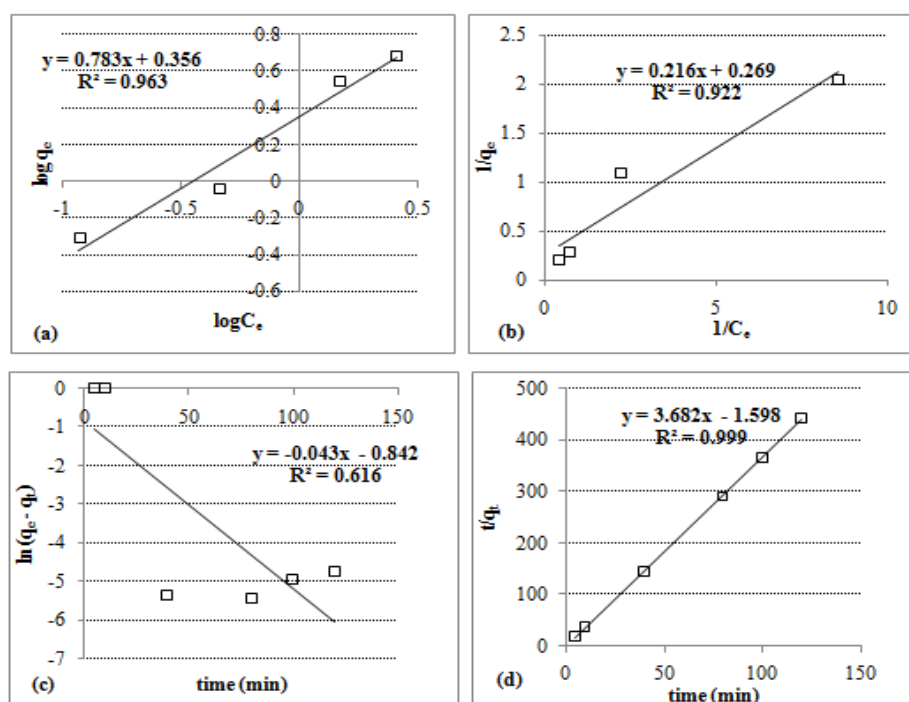 0.8
y = 0.783x + 0.356
R² = 0.963
0.6
0.4
0.2
0
-1
-0.5
0
0.5
-0.2
-0.4
-0.6
log qₑ
logCₑ
(a)
2.5
2
1.5
1
0.5
0
y = 0.216x + 0.269
R² = 0.922
0
5
10
1/qₑ
1/Cₑ
(b)
0
-1
-2
-3
-4
-5
-6
-7
0
50
100
150
y = -0.043x - 0.842
R² = 0.616
ln (qₑ - qₜ)
time (min)
(c)
500
400
300
200
100
0
y = 3.682x - 1.598
R² = 0.999
0
50
100
150
t/qₜ
time (min)
(d)